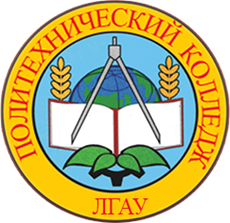 ПОЛИТЕХНИЧЕСКИЙ КОЛЛЕДЖ
ЛГАУ